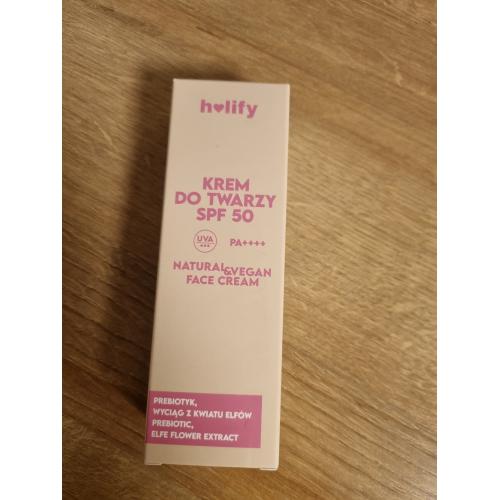 h♥lify
KREM
DO TWARZY
SPF 50
UVA
PA++++
NATURAL&VEGAN
FACE CREAM
PREBIOTYK,
WYCIĄG Z KWIATU ELFÓW
PREBIOTIC,
ELFE FLOWER EXTRACT